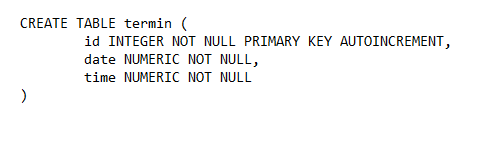 CREATE TABLE termin (
        id INTEGER NOT NULL PRIMARY KEY AUTOINCREMENT,
        date NUMERIC NOT NULL,
        time NUMERIC NOT NULL
)